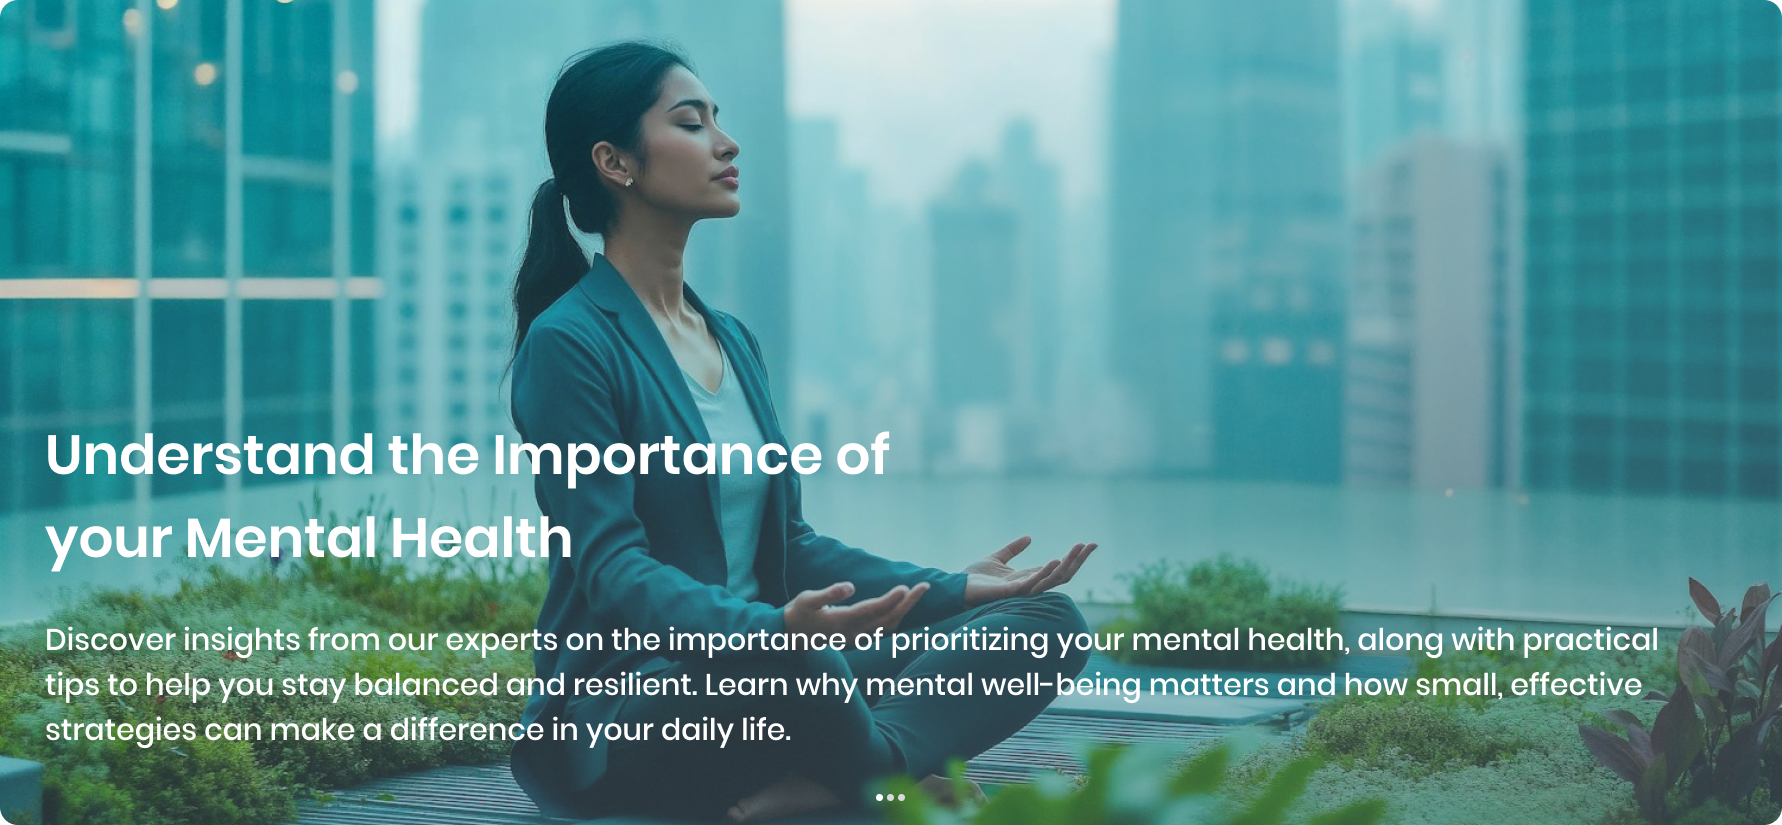 Understand the Importance of
your Mental Health
Discover insights from our experts on the importance of prioritizing your mental health, along with practical
tips to help you stay balanced and resilient. Learn why mental well-being matters and how small, effective
strategies can make a difference in your daily life.